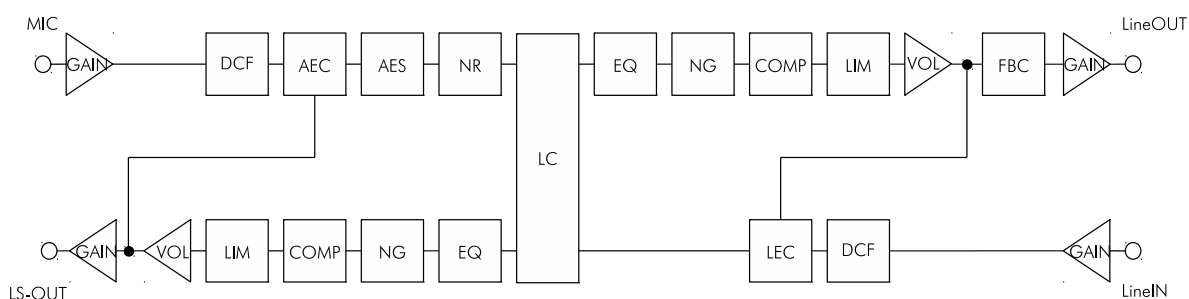 MIC
LineOUT
GAIN DCF AEC AES NR EQ NG COMP LIM VOL FBC GAIN
LC
GAIN VOL LIM COMP NG EQ LEC DCF GAIN
LS-OUT
LineIN